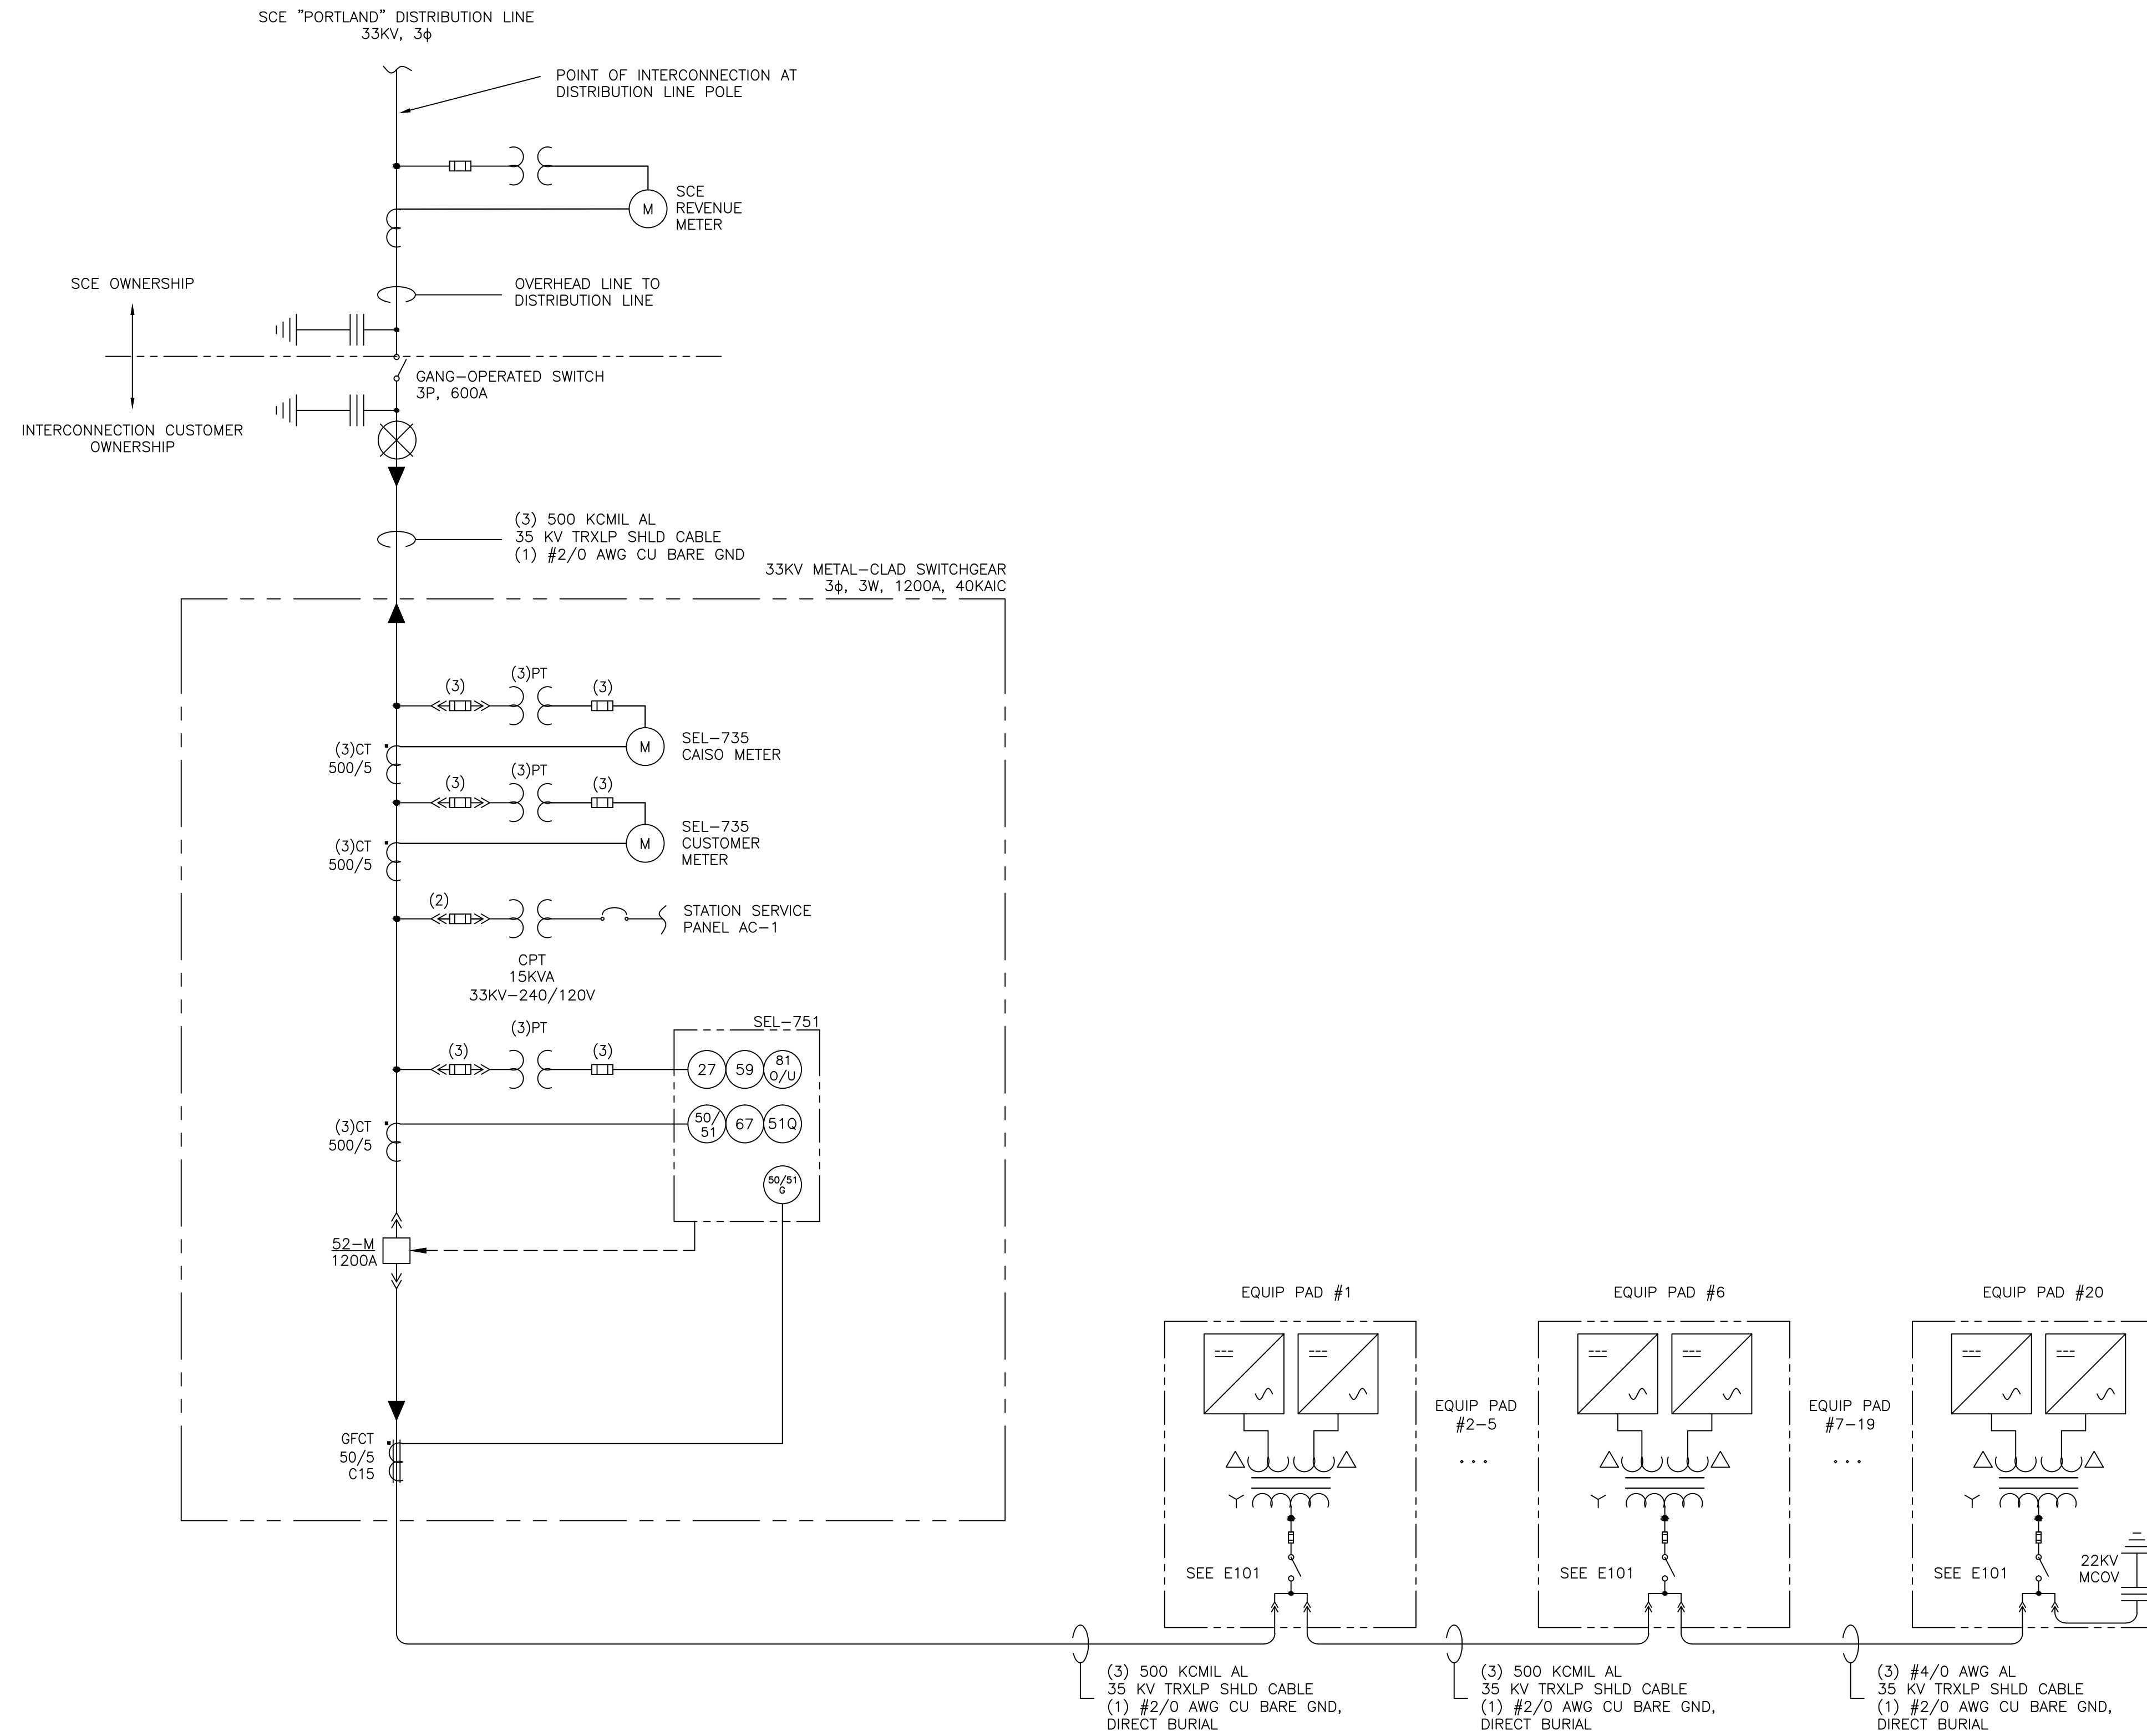 SCE "PORTLAND" DISTRIBUTION LINE
33KV, 3ϕ
POINT OF INTERCONNECTION AT
DISTRIBUTION LINE POLE
M
SCE
REVENUE
METER
SCE OWNERSHIP
OVERHEAD LINE TO
DISTRIBUTION LINE
GANG-OPERATED SWITCH
3P, 600A
INTERCONNECTION CUSTOMER
OWNERSHIP
(3) 500 KCMIL AL
35 KV TRXLP SHLD CABLE
(1) #2/0 AWG CU BARE GND
33KV METAL-CLAD SWITCHGEAR
3ϕ, 3W, 1200A, 40KAIC
(3)
(3)PT
(3)
(3)CT
500/5
M
SEL-735
CAISO METER
(3)
(3)PT
(3)
(3)CT
500/5
M
SEL-735
CUSTOMER
METER
(2)
STATION SERVICE
PANEL AC-1
CPT
15KVA
33KV-240/120V
(3)PT
SEL-751
(3)
(3)
27
59
81
O/U
(3)CT
500/5
50/
51
67
51Q
50/51
G
52-M
1200A
GFCT
50/5
C15
EQUIP PAD #1
EQUIP PAD #6
EQUIP PAD #20
EQUIP PAD
#2-5
EQUIP PAD
#7-19
SEE E101
SEE E101
SEE E101
22KV
MCOV
(3) 500 KCMIL AL
35 KV TRXLP SHLD CABLE
(1) #2/0 AWG CU BARE GND,
DIRECT BURIAL
(3) 500 KCMIL AL
35 KV TRXLP SHLD CABLE
(1) #2/0 AWG CU BARE GND,
DIRECT BURIAL
(3) #4/0 AWG AL
35 KV TRXLP SHLD CABLE
(1) #2/0 AWG CU BARE GND,
DIRECT BURIAL